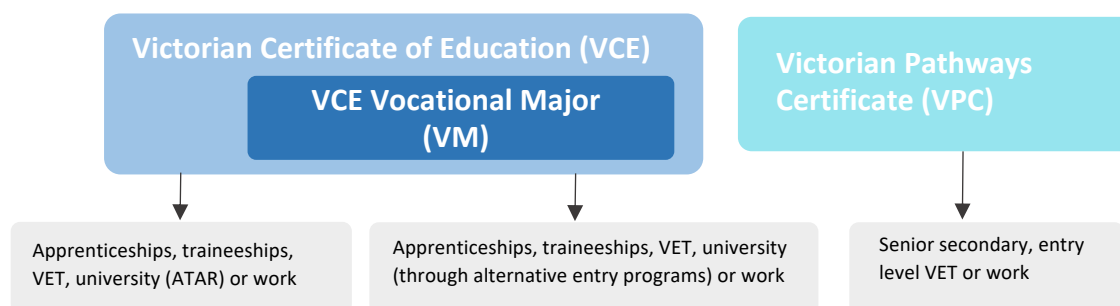 Victorian Certificate of Education (VCE)
VCE Vocational Major
(VM)
Victorian Pathways
Certificate (VPC)
Apprenticeships, traineeships,
VET, university (ATAR) or work
Apprenticeships, traineeships, VET, university
(through alternative entry programs) or work
Senior secondary, entry
level VET or work